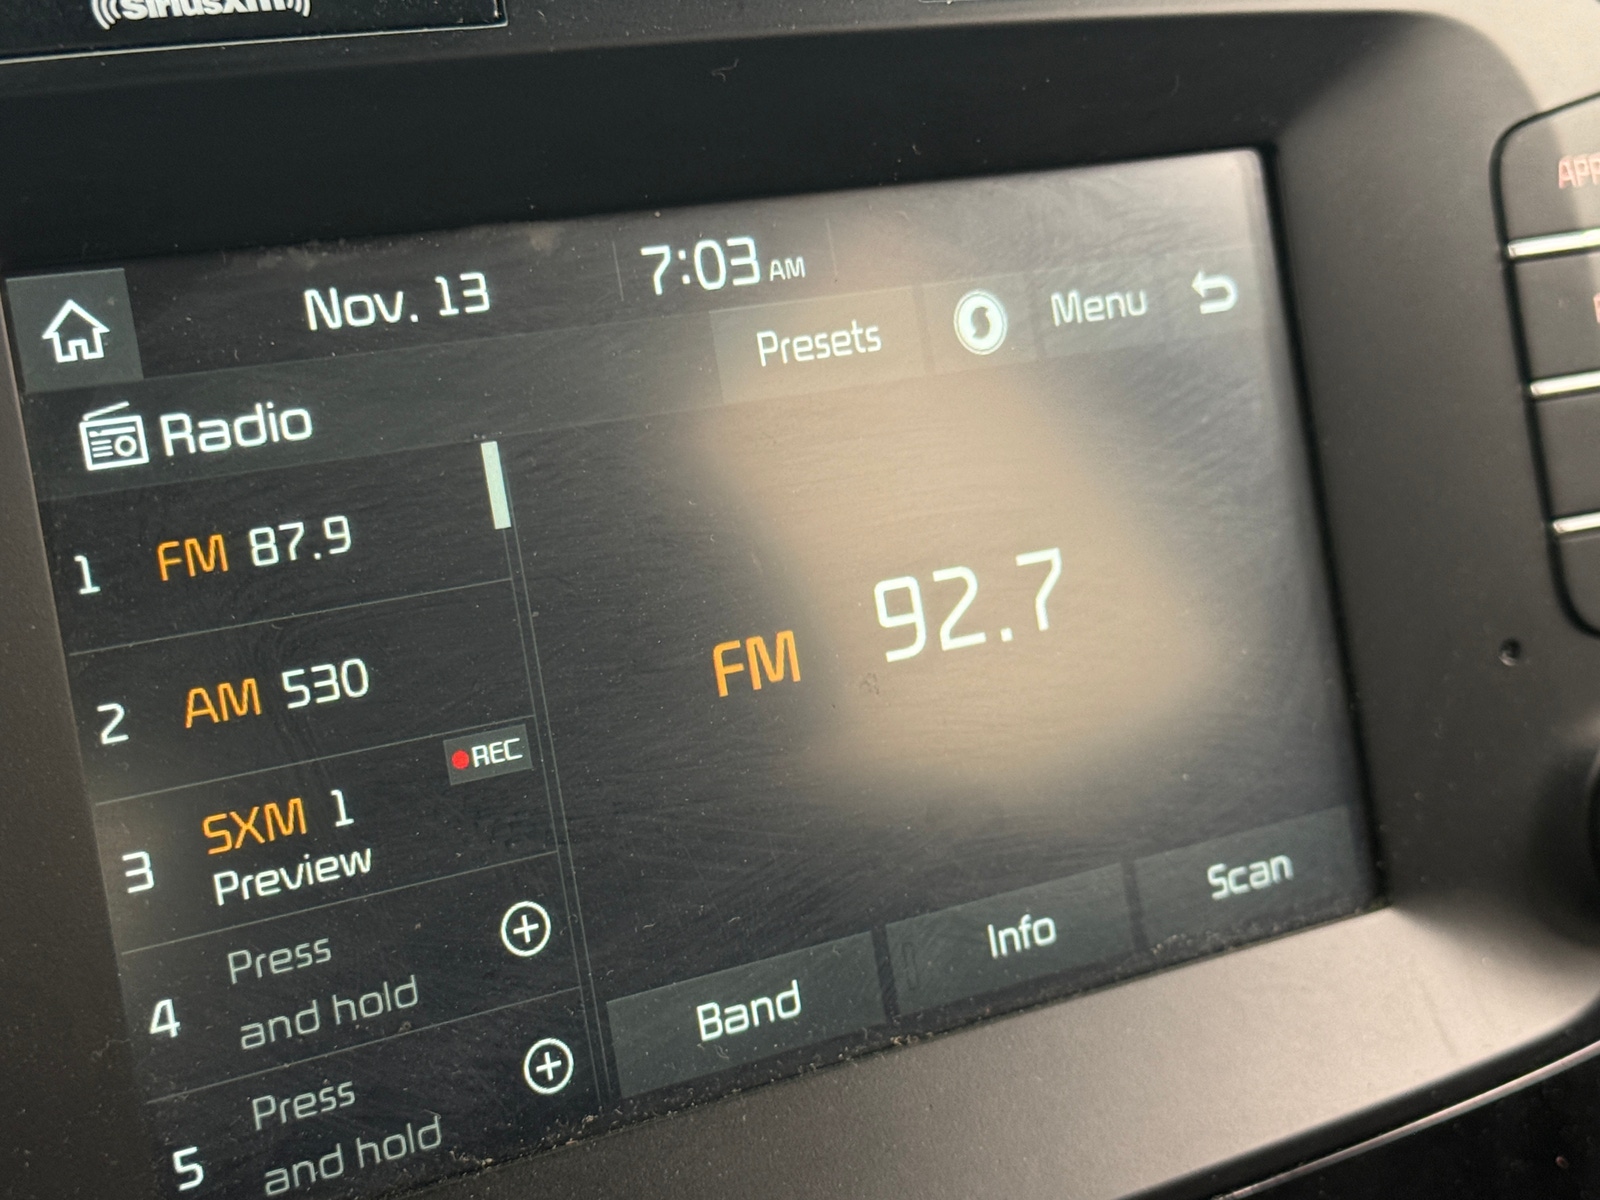 siriusxm
Nov. 13
7:03 AM
Presets
Menu
Radio
1 FM 87.9
2 AM 530
REC
3 SXM 1
Preview
4 Press
and hold
5 Press
and hold
FM 92.7
Band
Info
Scan